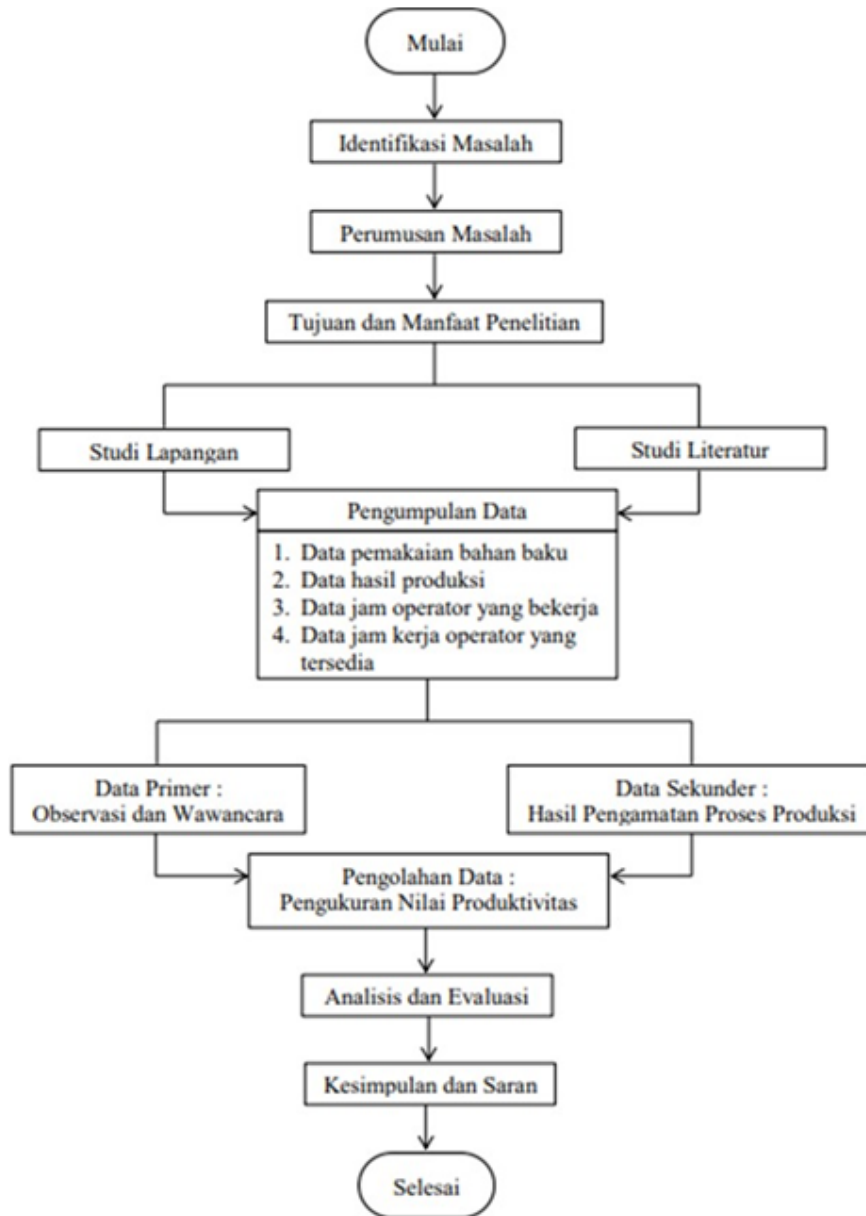 Mulai
Identifikasi Masalah
Perumusan Masalah
Tujuan dan Manfaat Penelitian
Studi Lapangan
Studi Literatur
Pengumpulan Data
1. Data pemakaian bahan baku
2. Data hasil produksi
3. Data jam operator yang bekerja
4. Data jam kerja operator yang
tersedia
Data Primer :
Observasi dan Wawancara
Data Sekunder :
Hasil Pengamatan Proses Produksi
Pengolahan Data :
Pengukuran Nilai Produktivitas
Analisis dan Evaluasi
Kesimpulan dan Saran
Selesai